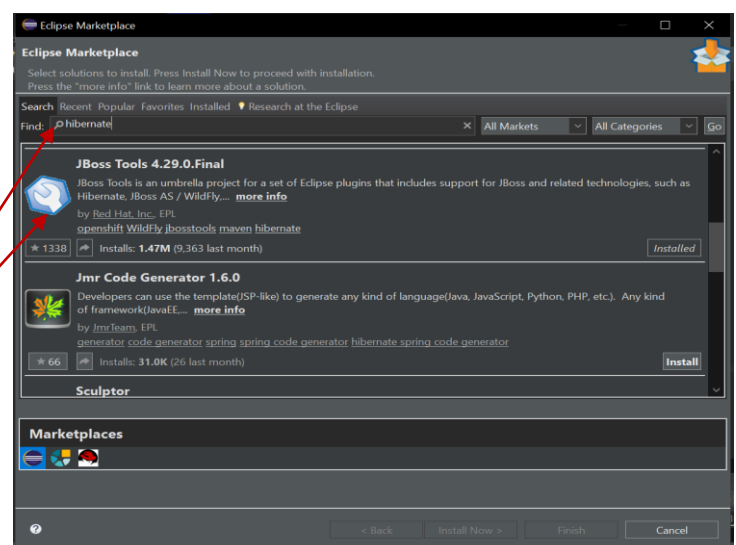 Eclipse Marketplace
Eclipse Marketplace
Select solutions to install. Press Install Now to proceed with installation.
Press the "more info" link to learn more about a solution.
Search Recent Popular Favorites Installed Research at the Eclipse
Find: hibernate All Markets All Categories Go
JBoss Tools 4.29.0.Final
JBoss Tools is an umbrella project for a set of Eclipse plugins that includes support for JBoss and related technologies, such as
Hibernate, JBoss AS / WildFly,... more info
by Red Hat, Inc., EPL
openshift WildFly jbosstools maven hibernate
1338 Installs: 1.47M (9,363 last month) Installed
Jmr Code Generator 1.6.0
Developers can use the template(JSP-like) to generate any kind of language(Java, JavaScript, Python, PHP, etc.). Any kind
of framework(JavaEE,... more info
by JmrTeam, EPL
generator code generator spring spring code generator hibernate spring code generator
66 Installs: 31.0K (26 last month) Install
Sculptor
Marketplaces
? < Back Install Now > Finish Cancel